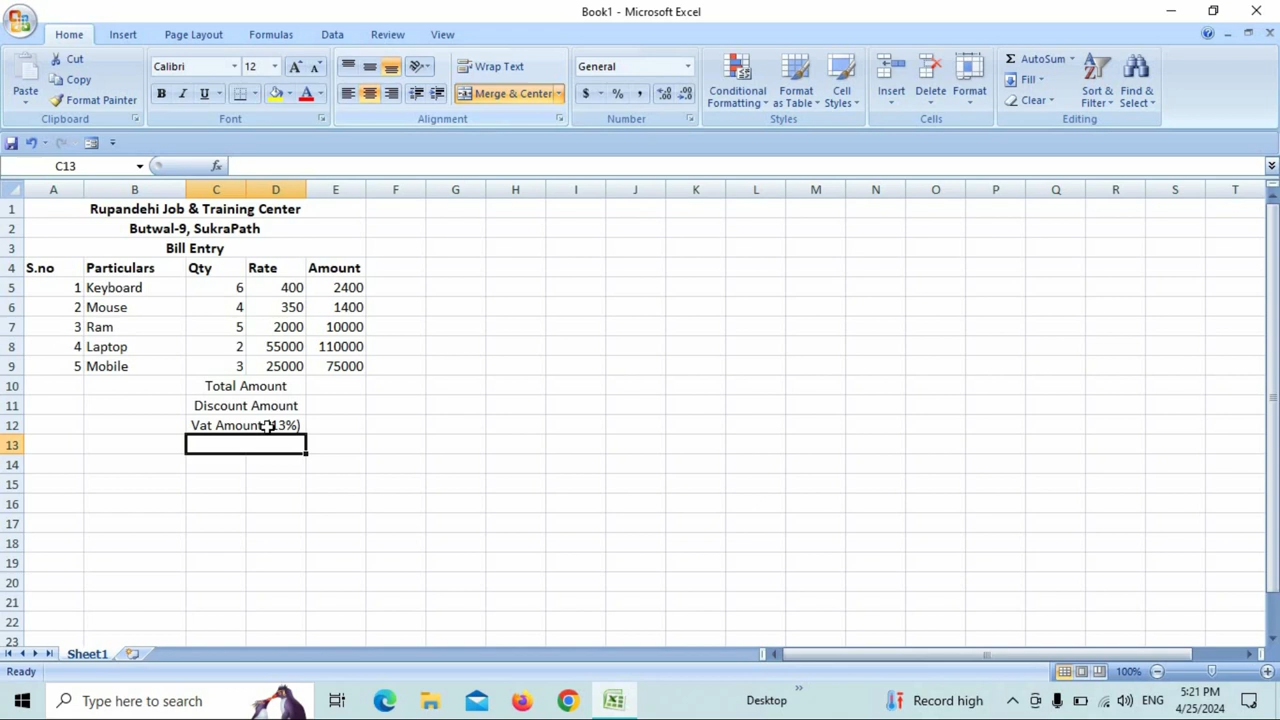 Book1 - Microsoft Excel
Home Insert Page Layout Formulas Data Review View
Cut
Copy
Format Painter
Paste
Clipboard
Calibri 12
A A
B I U A
Font
Wrap Text
Merge & Center
Alignment
General
$ % , .0 .00 .00 .0
Number
Conditional Formatting
Format as Table
Cell Styles
Styles
Insert
Delete
Format
Cells
Σ AutoSum
Fill
Clear
Sort & Filter
Find & Select
Editing
C13 fx
A B C D E F G H I J K L M N O P Q R S T
1 Rupandehi Job & Training Center
2 Butwal-9, SukraPath
3 Bill Entry
4 S.no Particulars Qty Rate Amount
5 1 Keyboard 6 400 2400
6 2 Mouse 4 350 1400
7 3 Ram 5 2000 10000
8 4 Laptop 2 55000 110000
9 5 Mobile 3 25000 75000
10 Total Amount
11 Discount Amount
12 Vat Amount 13%)
13
14
15
16
17
18
19
20
21
22
23
Sheet1
Ready 100%
Type here to search
Desktop
Record high
ENG
5:21 PM
4/25/2024